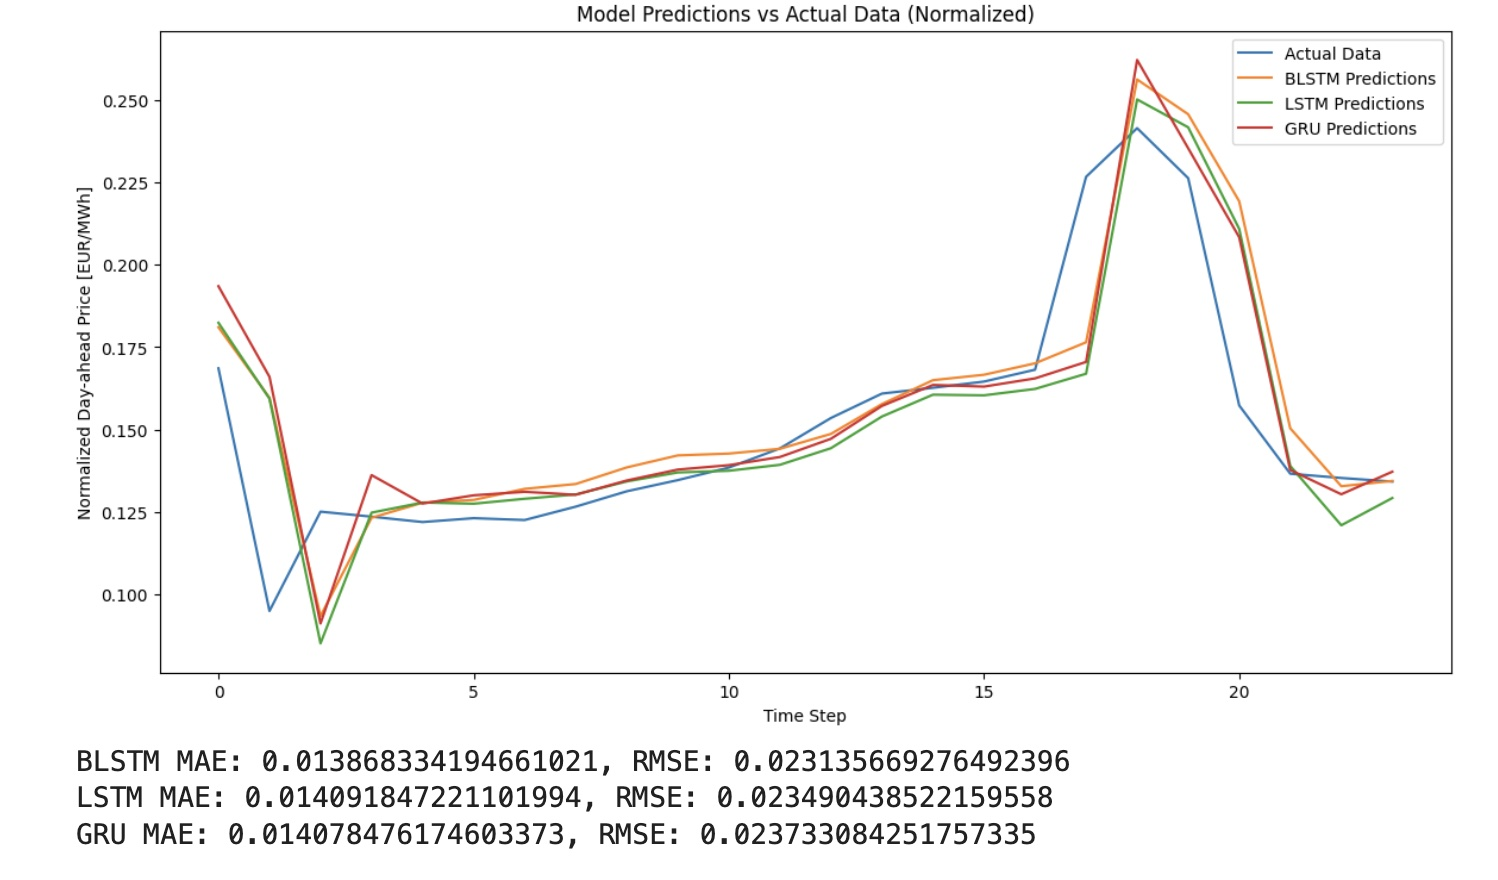 Model Predictions vs Actual Data (Normalized)
Actual Data
BLSTM Predictions
LSTM Predictions
GRU Predictions
Normalized Day-ahead Price [EUR/MWh]
0.250
0.225
0.200
0.175
0.150
0.125
0.100
0 5 10 15 20
Time Step
BLSTM MAE: 0.013868334194661021, RMSE: 0.023135669276492396
LSTM MAE: 0.014091847221101994, RMSE: 0.023490438522159558
GRU MAE: 0.014078476174603373, RMSE: 0.023733084251757335